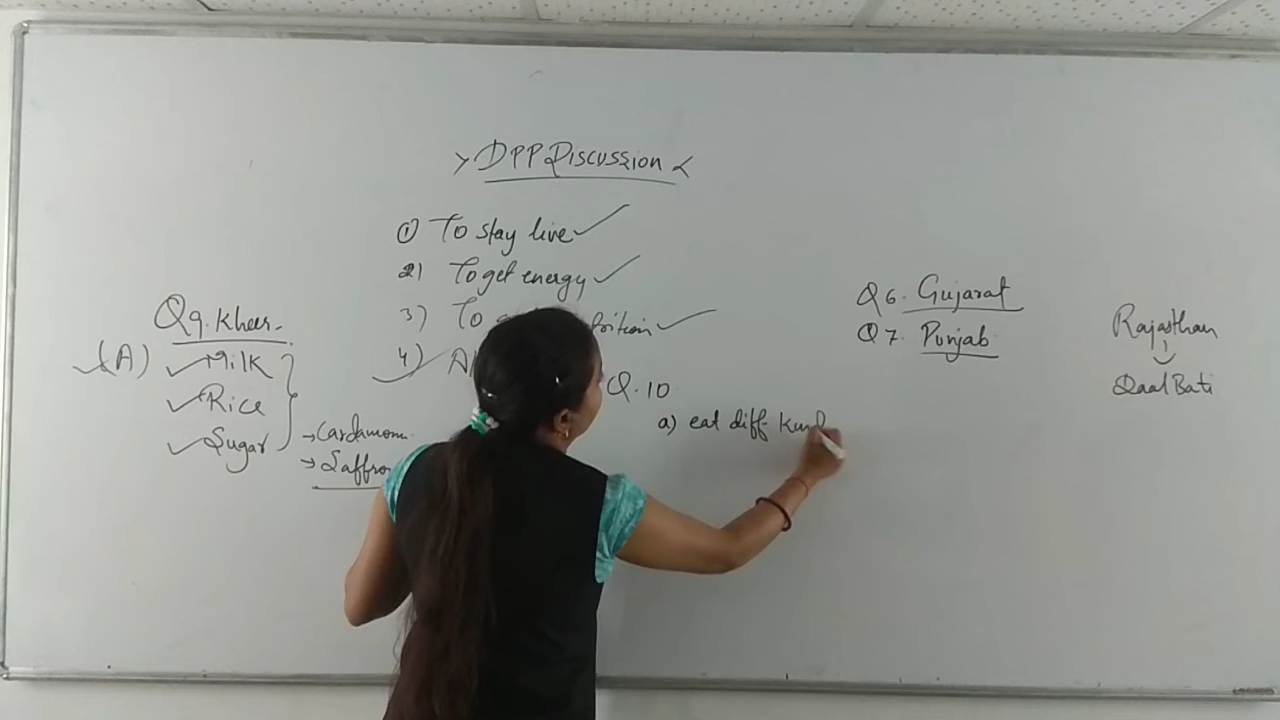 DPP Discussion
① To stay live
2) To get energy
3) To
4)
Q6. Gujarat
Q7. Punjab
Rajasthan
Daal Bati
Q9. Kheer.
(A) Milk
Rice
Sugar
→ Cardamom
→ Saffron
Q.10
a) eat diff kind